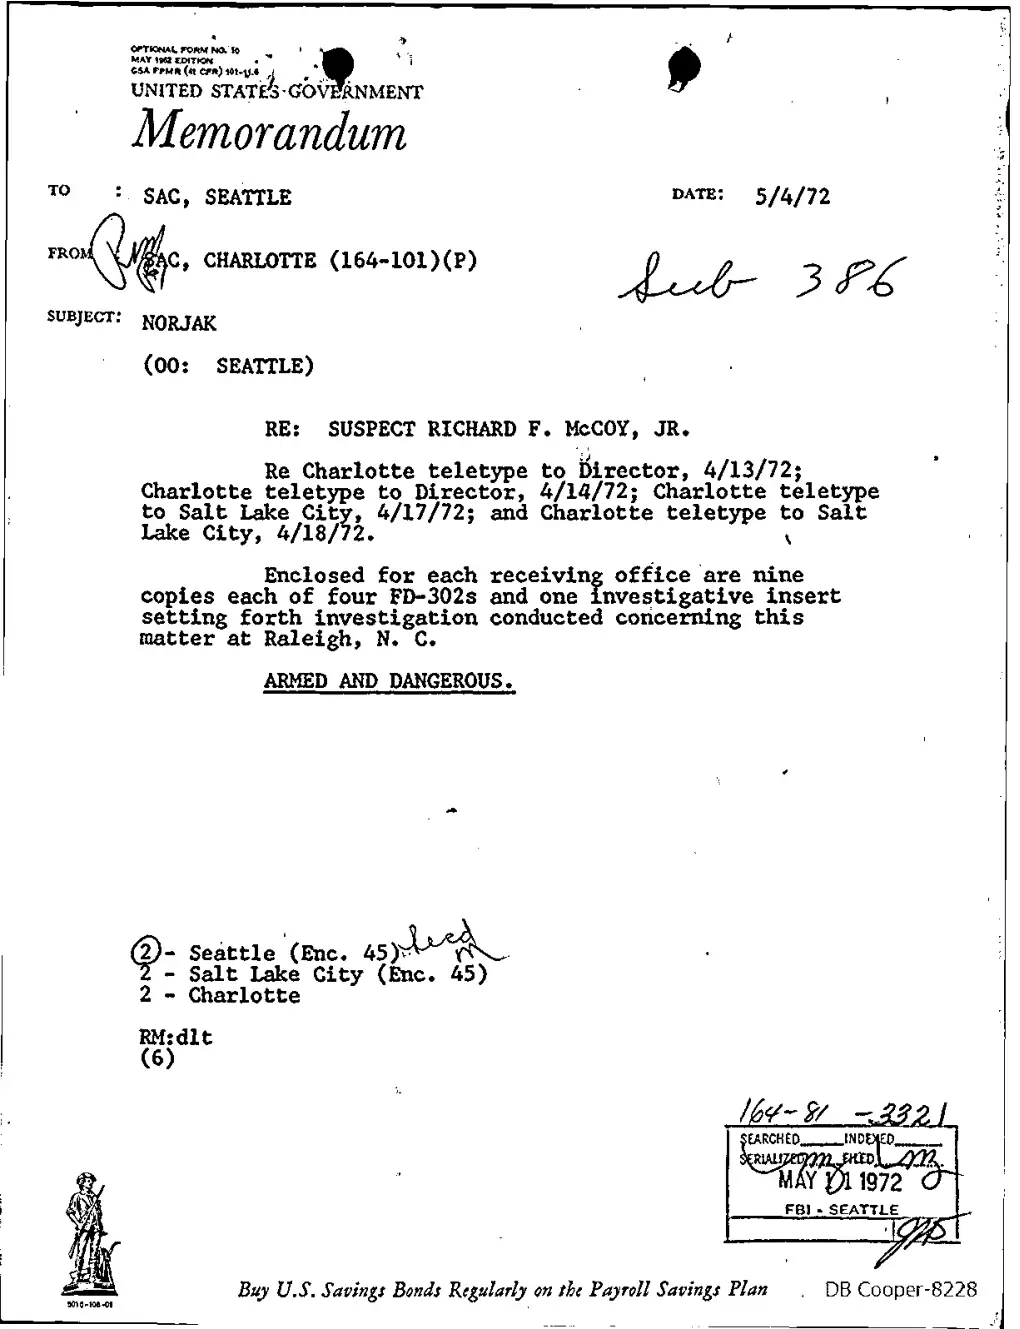 OPTIONAL FORM NO. 10
MAY 1962 EDITION
GSA FPMR (41 CFR) 101-11.6
UNITED STATES GOVERNMENT
Memorandum
TO : SAC, SEATTLE DATE: 5/4/72
FROM SAC, CHARLOTTE (164-101)(P)
Sub 386
SUBJECT: NORJAK
(OO: SEATTLE)
RE: SUSPECT RICHARD F. McCOY, JR.
Re Charlotte teletype to Director, 4/13/72;
Charlotte teletype to Director, 4/14/72; Charlotte teletype
to Salt Lake City, 4/17/72; and Charlotte teletype to Salt
Lake City, 4/18/72.
Enclosed for each receiving office are nine
copies each of four FD-302s and one investigative insert
setting forth investigation conducted concerning this
matter at Raleigh, N. C.
ARMED AND DANGEROUS.
2 - Seattle (Enc. 45)
2 - Salt Lake City (Enc. 45)
2 - Charlotte
RM:dlt
(6)
164-81-3321
SEARCHED INDEXED
SERIALIZED FILED
MAY 1 1972
FBI - SEATTLE
5010-108-01
Buy U.S. Savings Bonds Regularly on the Payroll Savings Plan
DB Cooper-8228